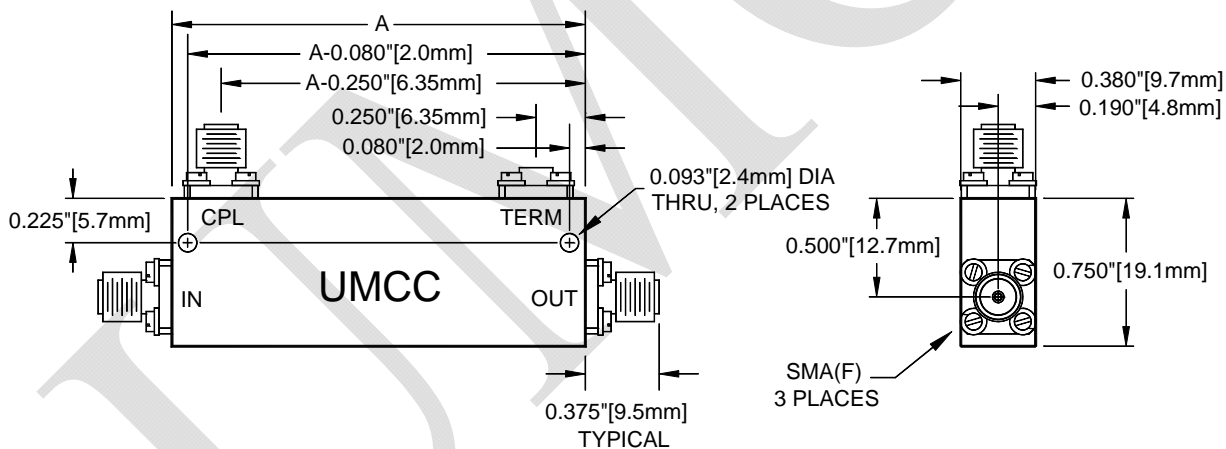 A
A-0.080"[2.0mm]
A-0.250"[6.35mm]
0.250"[6.35mm]
0.080"[2.0mm]
0.093"[2.4mm] DIA
THRU, 2 PLACES
0.225"[5.7mm]
CPL
TERM
IN
UMCC
OUT
0.375"[9.5mm]
TYPICAL
0.380"[9.7mm]
0.190"[4.8mm]
0.500"[12.7mm]
0.750"[19.1mm]
SMA(F)
3 PLACES